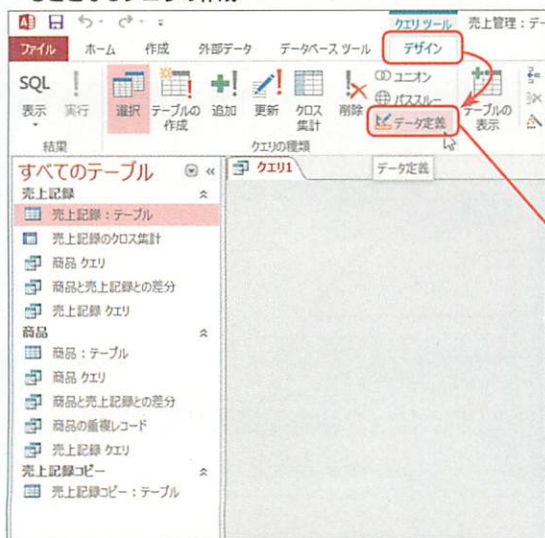 クエリツール
売上管理：デー
ファイル
ホーム
作成
外部データ
データベース ツール
デザイン
SQL
表示
実行
選択
テーブルの
作成
追加
更新
クロス
集計
削除
ユニオン
パススルー
データ定義
テーブルの
表示
結果
クエリの種類
すべてのテーブル
クエリ1
データ定義
売上記録
売上記録：テーブル
売上記録のクロス集計
商品 クエリ
商品と売上記録との差分
売上記録 クエリ
商品
商品：テーブル
商品 クエリ
商品と売上記録との差分
商品の重複レコード
売上記録 クエリ
売上記録コピー
売上記録コピー：テーブル